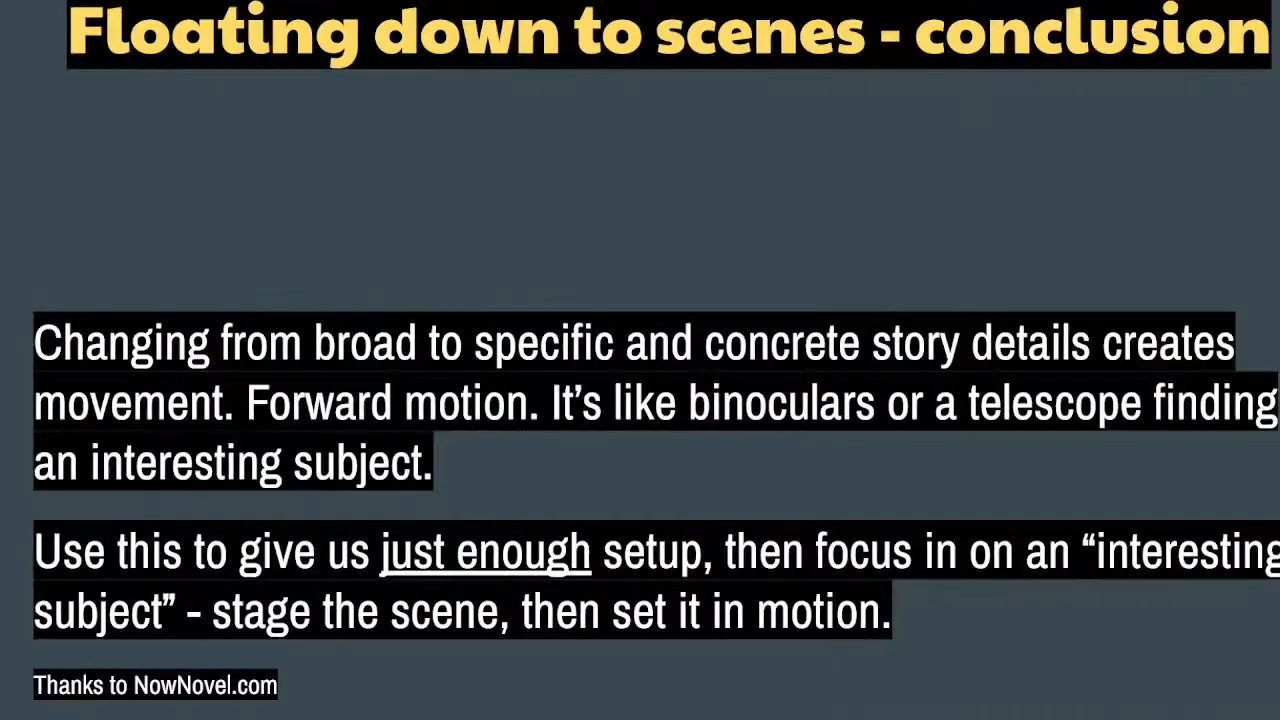 Floating down to scenes - conclusion
Changing from broad to specific and concrete story details creates
movement. Forward motion. It’s like binoculars or a telescope finding
an interesting subject.
Use this to give us just enough setup, then focus in on an “interesting
subject” - stage the scene, then set it in motion.
Thanks to NowNovel.com